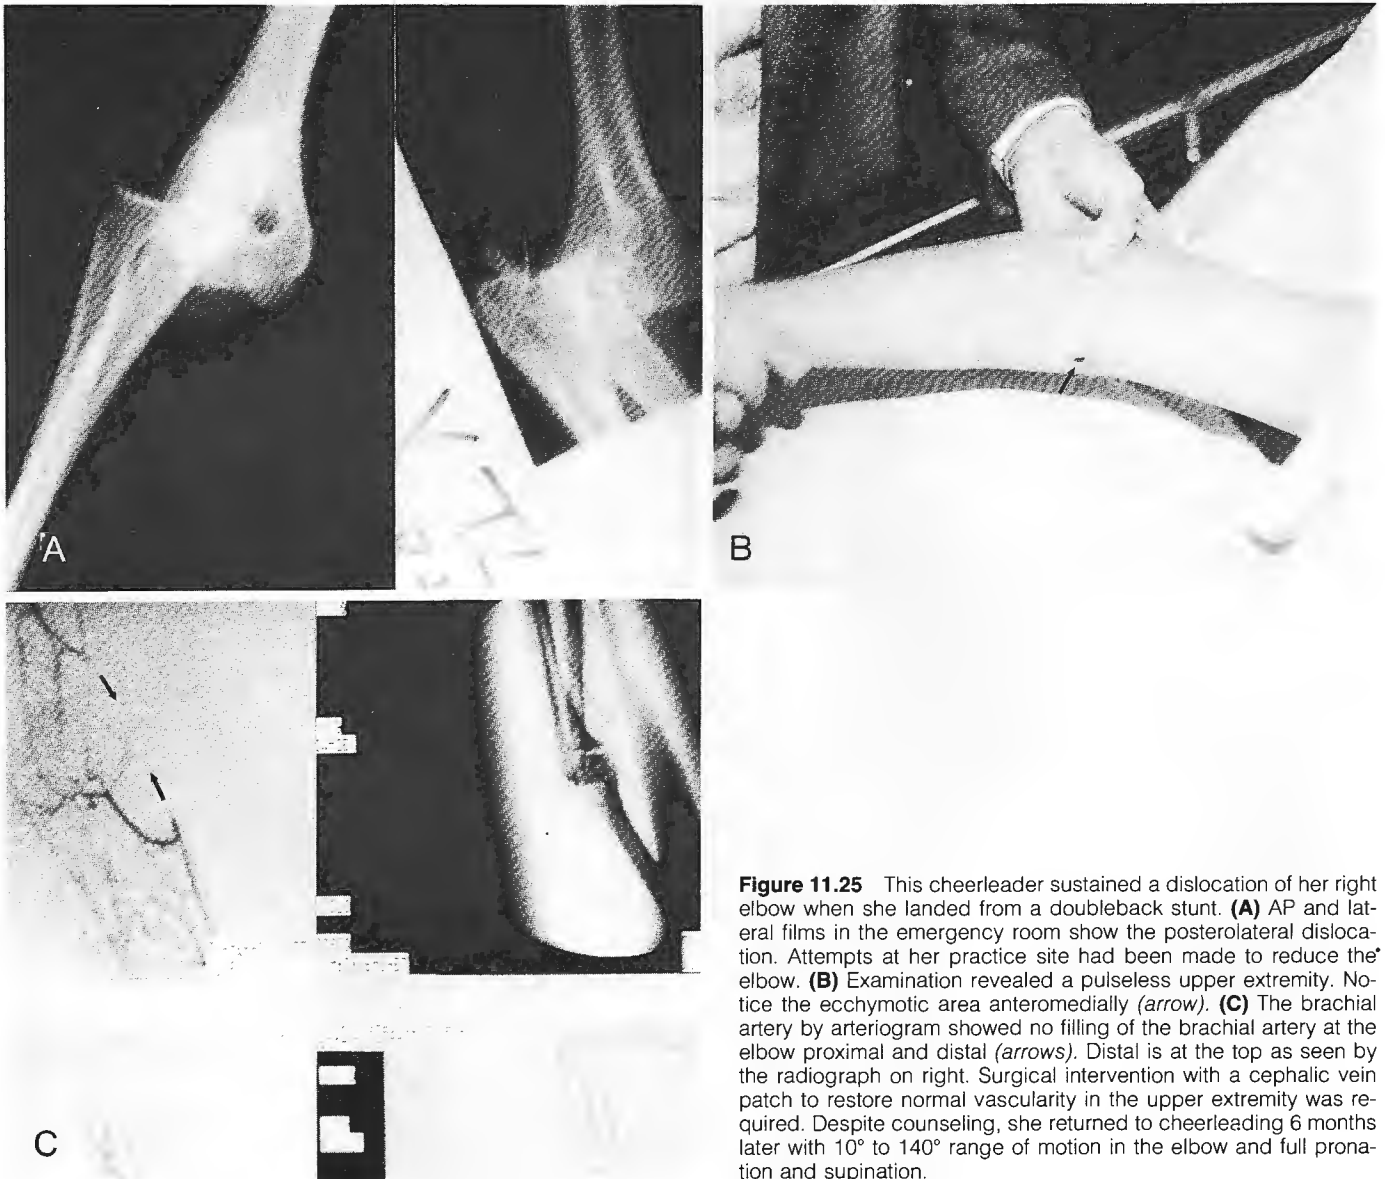 A
B
C
Figure 11.25 This cheerleader sustained a dislocation of her right
elbow when she landed from a doubleback stunt. (A) AP and lat-
eral films in the emergency room show the posterolateral disloca-
tion. Attempts at her practice site had been made to reduce the
elbow. (B) Examination revealed a pulseless upper extremity. No-
tice the ecchymotic area anteromedially (arrow). (C) The brachial
artery by arteriogram showed no filling of the brachial artery at the
elbow proximal and distal (arrows). Distal is at the top as seen by
the radiograph on right. Surgical intervention with a cephalic vein
patch to restore normal vascularity in the upper extremity was re-
quired. Despite counseling, she returned to cheerleading 6 months
later with 10° to 140° range of motion in the elbow and full prona-
tion and supination.